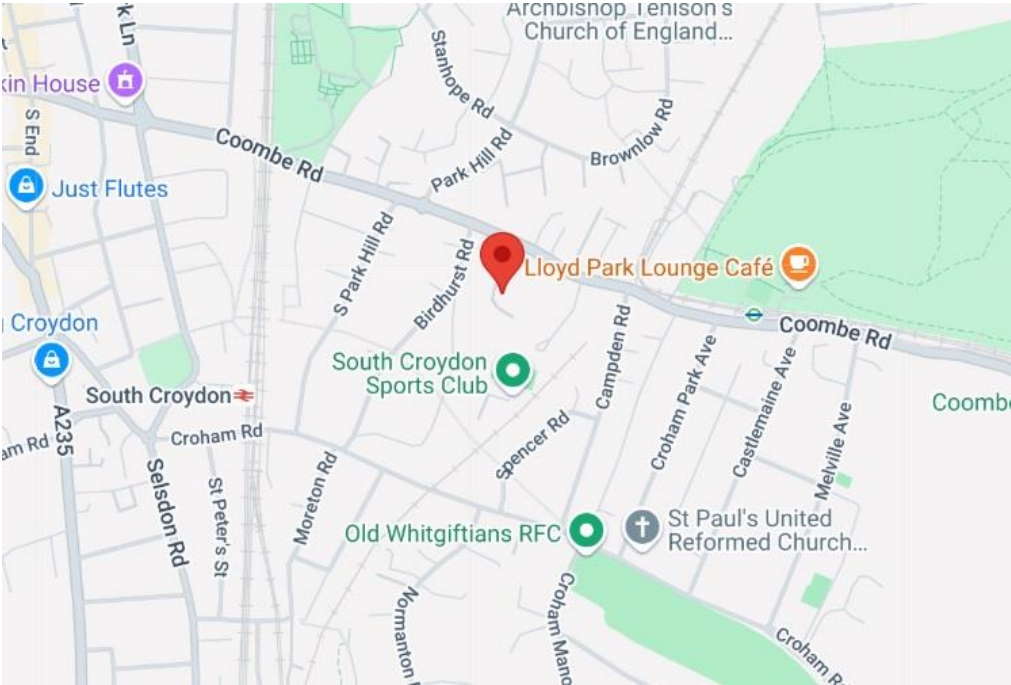 Archbishop Tenison's
Church of England...
k Ln
Stanhope Rd
kin House
S End
Coombe Rd
Park Hill Rd
Brownlow Rd
Just Flutes
S Park Hill Rd
Birdhurst Rd
Lloyd Park Lounge Café
Croydon
Coombe Rd
Campden Rd
South Croydon
Sports Club
Croham Park Ave
Castlemaine Ave
South Croydon
Coombe
A235
am Rd
Croham Rd
Spencer Rd
Melville Ave
Selsdon Rd
St Peter's St
Moreton Rd
Old Whitgiftians RFC
St Paul's United
Reformed Church...
Normanton
Croham Mano
Croham Rd